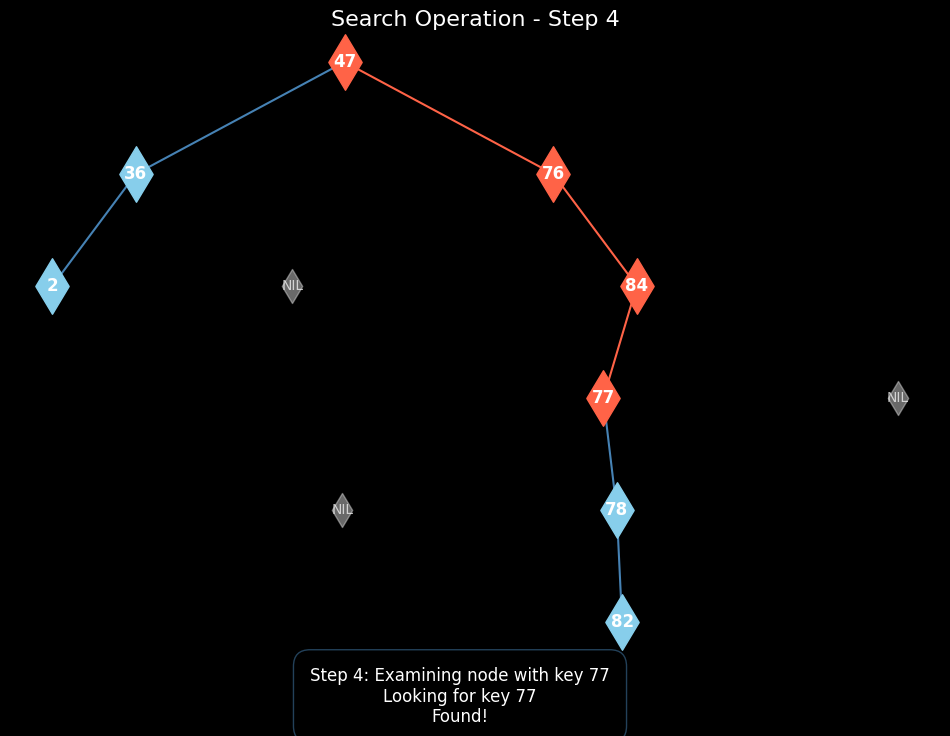 Search Operation - Step 4
47
36
76
2
NIL
84
77
NIL
NIL
78
82
Step 4: Examining node with key 77
Looking for key 77
Found!